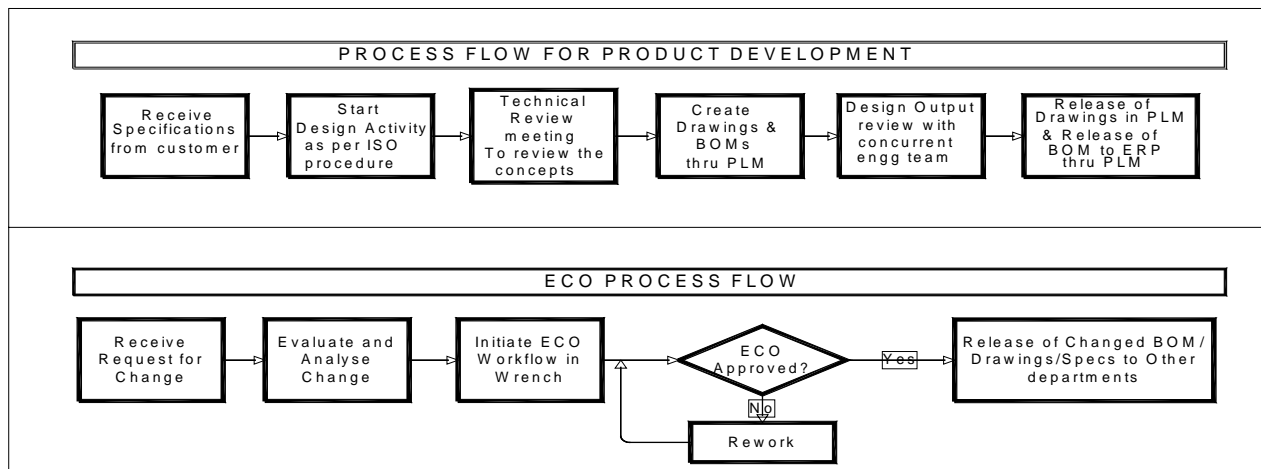 PROCESS FLOW FOR PRODUCT DEVELOPMENT
Receive
Specifications
from customer
Start
Design Activity
as per ISO
procedure
Technical
Review
meeting
To review the
concepts
Create
Drawings &
BOMs
thru PLM
Design Output
review with
concurrent
engg team
Release of
Drawings in PLM
& Release of
BOM to ERP
thru PLM
ECO PROCESS FLOW
Receive
Request for
Change
Evaluate and
Analyse
Change
Initiate ECO
Workflow in
Wrench
ECO
Approved?
Yes
Release of Changed BOM/
Drawings/Specs to Other
departments
No
Rework